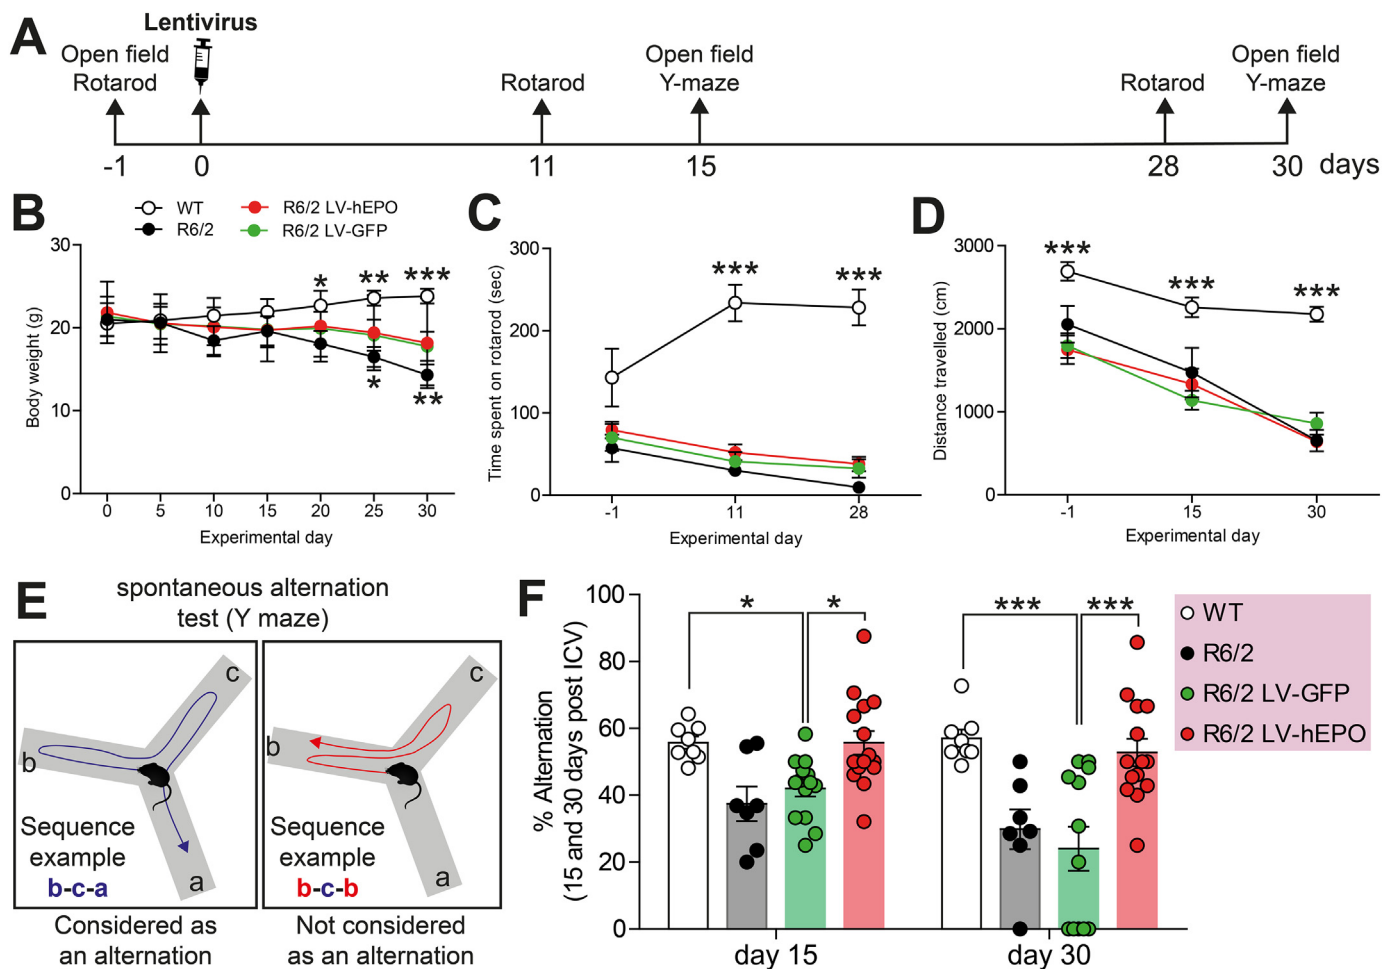 A
Lentivirus
Open field
Rotarod
Rotarod
Open field
Y-maze
Rotarod
Open field
Y-maze
-1 0 11 15 28 30 days
B
WT
R6/2
R6/2 LV-hEPO
R6/2 LV-GFP
Body weight (g)
30
20
10
0
* ** ***
*
**
0 5 10 15 20 25 30
Experimental day
C
Time spent on rotarod (sec)
300
200
100
0
*** ***
-1 11 28
Experimental day
D
Distance travelled (cm)
3000
2000
1000
0
*** *** ***
-1 15 30
Experimental day
E
spontaneous alternation
test (Y maze)
c
b
a
Sequence
example
b-c-a
Considered as
an alternation
c
b
a
Sequence
example
b-c-b
Not considered
as an alternation
F
% Alternation
(15 and 30 days post ICV)
100
80
60
40
20
0
* *
*** ***
day 15 day 30
WT
R6/2
R6/2 LV-GFP
R6/2 LV-hEPO